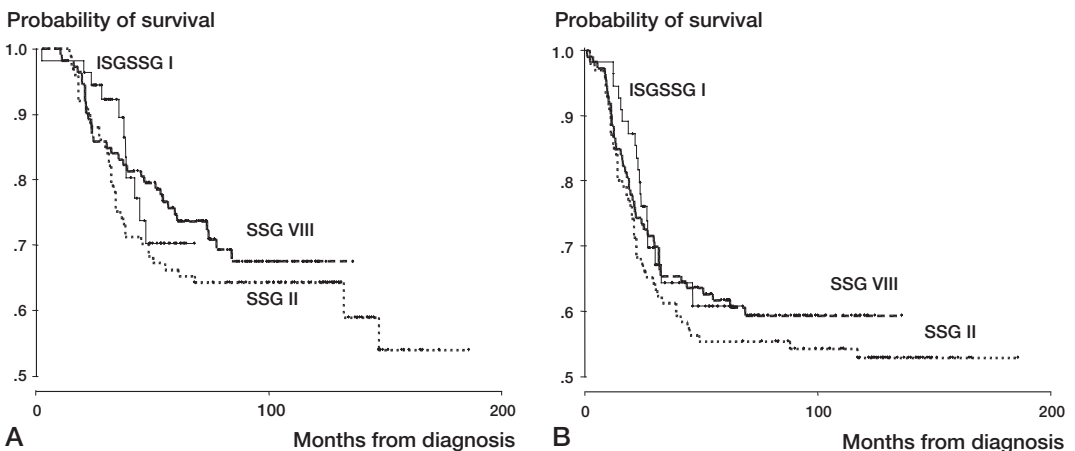 Probability of survival
1.0
.9
.8
.7
.6
.5
ISGSSG I
SSG VIII
SSG II
0
100
200
Months from diagnosis
A
Probability of survival
1.0
.9
.8
.7
.6
.5
ISGSSG I
SSG VIII
SSG II
0
100
200
Months from diagnosis
B